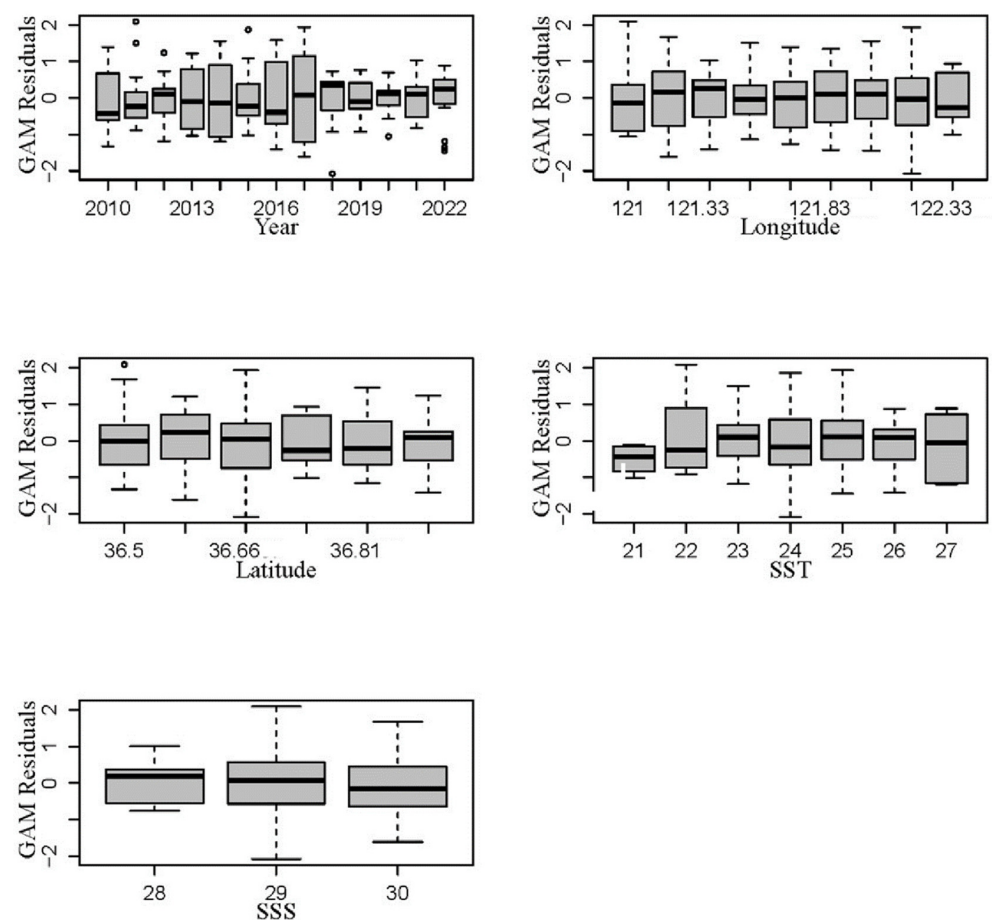 GAM Residuals
2
1
0
−2
2010 2013 2016 2019 2022
Year
GAM Residuals
2
1
0
−2
121 121.33 121.83 122.33
Longitude
GAM Residuals
2
1
0
−2
36.5 36.66 36.81
Latitude
GAM Residuals
2
1
0
−2
21 22 23 24 25 26 27
SST
GAM Residuals
2
1
0
−2
28 29 30
SSS